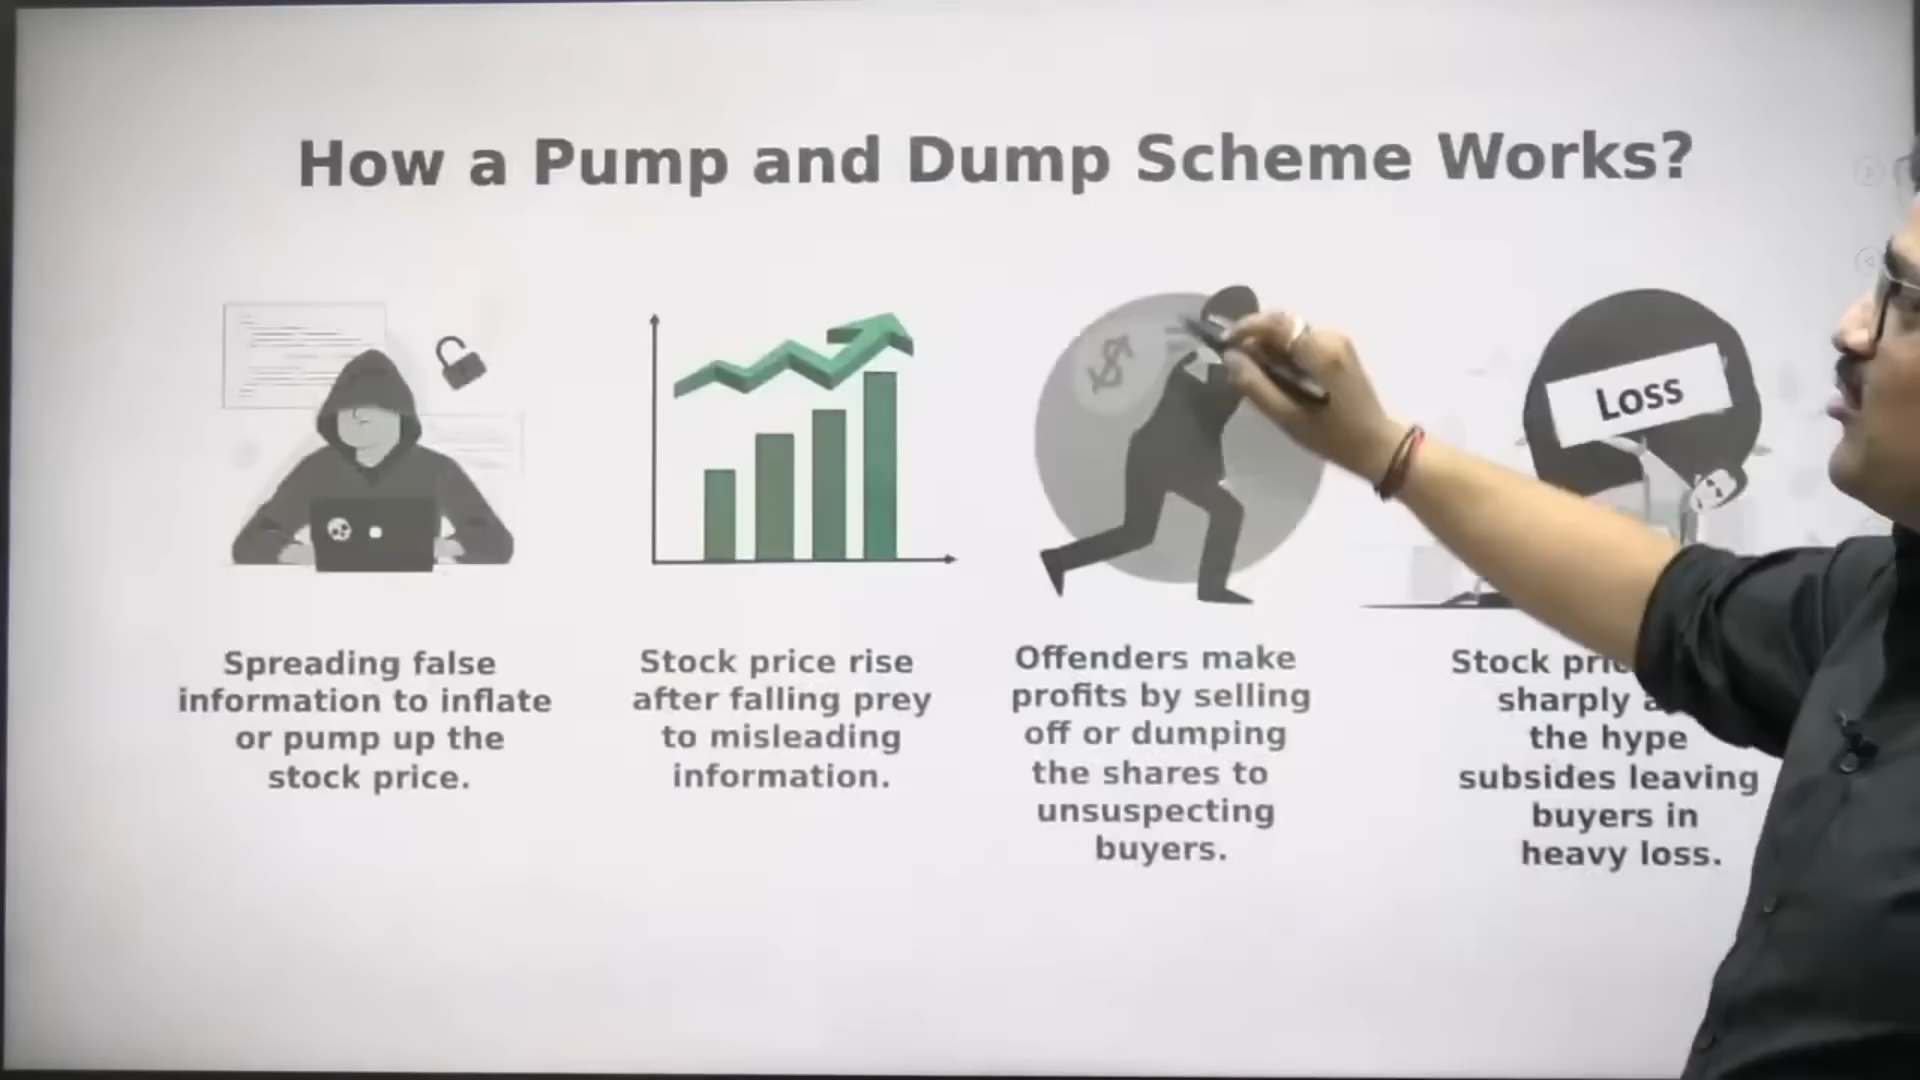 How a Pump and Dump Scheme Works?
Loss
Spreading false
information to inflate
or pump up the
stock price.
Stock price rise
after falling prey
to misleading
information.
Offenders make
profits by selling
off or dumping
the shares to
unsuspecting
buyers.
Stock
sharply
the hype
subsides leaving
buyers in
heavy loss.